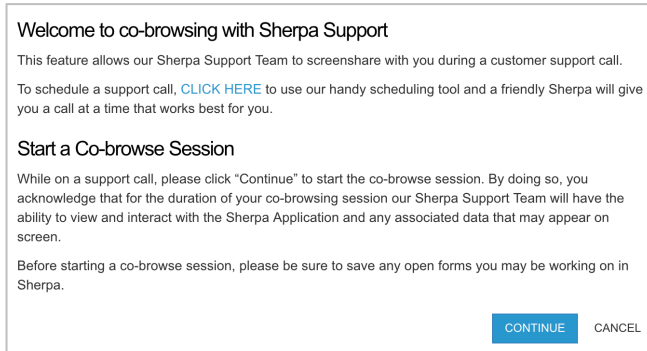 Welcome to co-browsing with Sherpa Support
This feature allows our Sherpa Support Team to screenshare with you during a customer support call.
To schedule a support call, CLICK HERE to use our handy scheduling tool and a friendly Sherpa will give
you a call at a time that works best for you.
Start a Co-browse Session
While on a support call, please click “Continue” to start the co-browse session. By doing so, you
acknowledge that for the duration of your co-browsing session our Sherpa Support Team will have the
ability to view and interact with the Sherpa Application and any associated data that may appear on
screen.
Before starting a co-browse session, please be sure to save any open forms you may be working on in
Sherpa.
CONTINUE CANCEL